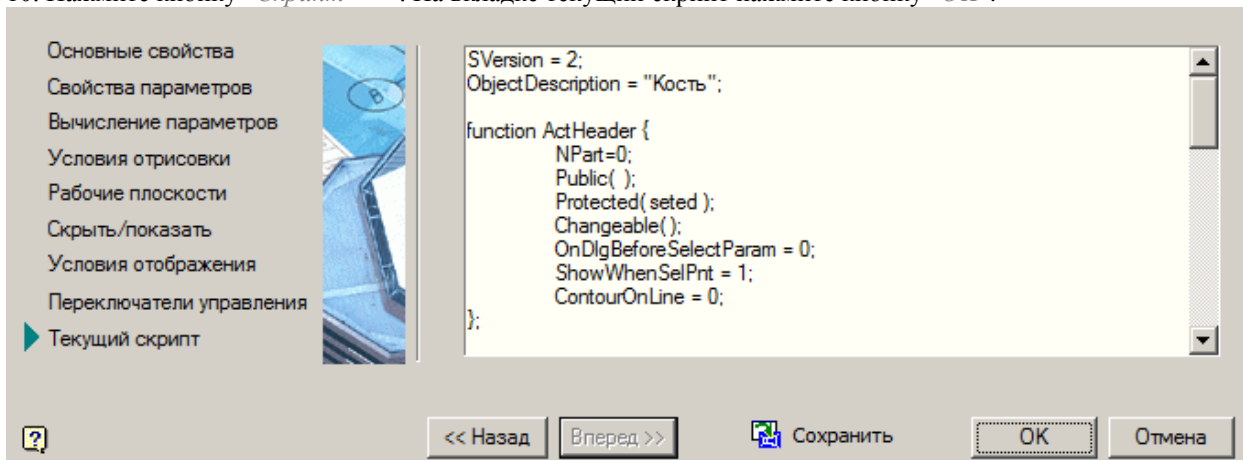 Основные свойства
Свойства параметров
Вычисление параметров
Условия отрисовки
Рабочие плоскости
Скрыть/показать
Условия отображения
Переключатели управления
Текущий скрипт
SVersion = 2;
ObjectDescription = "Кость";
function ActHeader {
NPart=0;
Public( );
Protected( seted );
Changeable( );
OnDlgBeforeSelectParam = 0;
ShowWhenSelPnt = 1;
ContourOnLine = 0;
};
<< Назад
Вперед >>
Сохранить
OK
Отмена